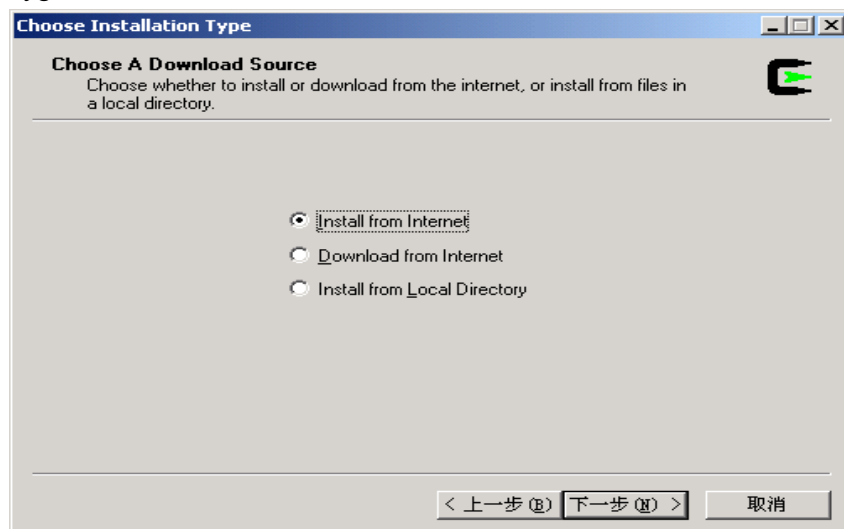 Choose Installation Type
Choose A Download Source
Choose whether to install or download from the internet, or install from files in
a local directory.
Install from Internet
Download from Internet
Install from Local Directory
< 上一步(B) 下一步(N) > 取消